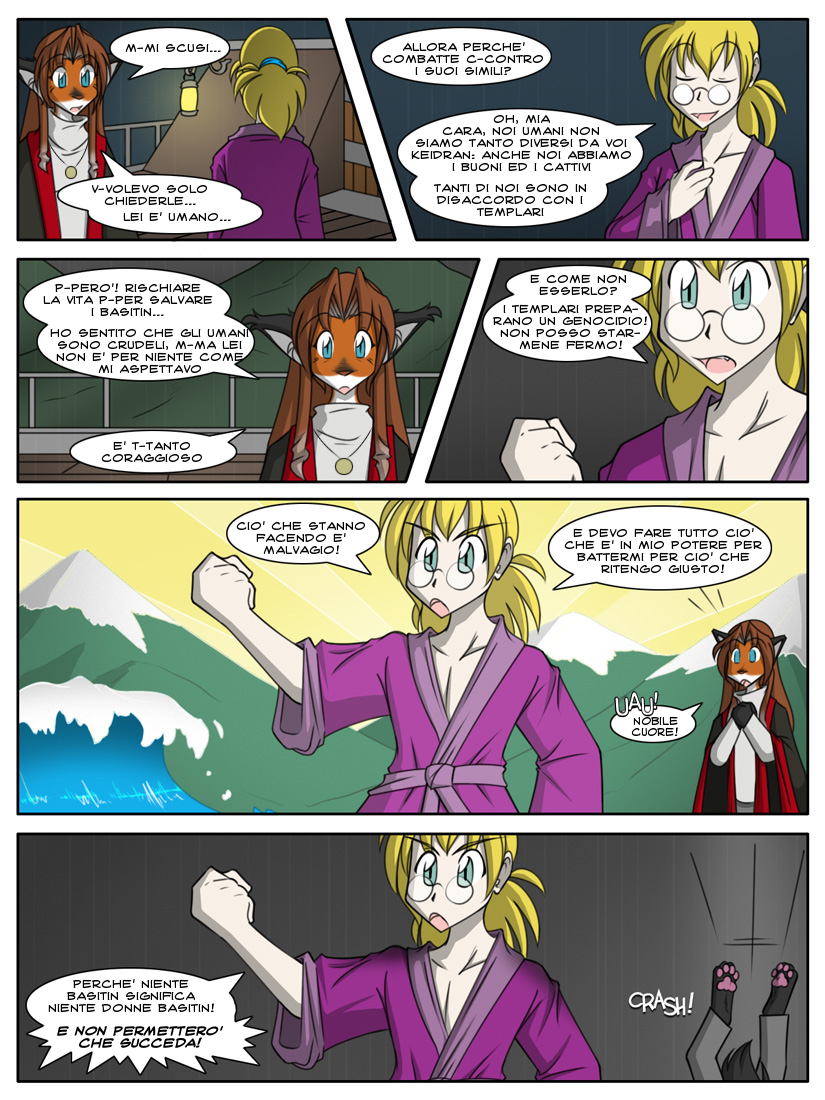 M-MI SCUSI...
V-VOLEVO SOLO
CHIEDERLE...
LEI E' UMANO...
ALLORA PERCHE'
COMBATTE C-CONTRO
I SUOI SIMILI?
OH, MIA
CARA, NOI UMANI NON
SIAMO TANTO DIVERSI DA VOI
KEIDRAN: ANCHE NOI ABBIAMO
I BUONI ED I CATTIVI
TANTI DI NOI SONO IN
DISACCORDO CON I
TEMPLARI
P-PERO'! RISCHIARE
LA VITA P-PER SALVARE
I BASITIN...
HO SENTITO CHE GLI UMANI
SONO CRUDELI, M-MA LEI
NON E' PER NIENTE COME
MI ASPETTAVO
E' T-TANTO
CORAGGIOSO
E COME NON
ESSERLO?
I TEMPLARI PREPA-
RANO UN GENOCIDIO!
NON POSSO STAR-
MENE FERMO!
CIO' CHE STANNO
FACENDO E'
MALVAGIO!
E DEVO FARE TUTTO CIO'
CHE E' IN MIO POTERE PER
BATTERMI PER CIO' CHE
RITENGO GIUSTO!
UAU!
NOBILE
CUORE!
PERCHE' NIENTE
BASITIN SIGNIFICA
NIENTE DONNE BASITIN!
E NON PERMETTERO'
CHE SUCCEDA!
CRASH!